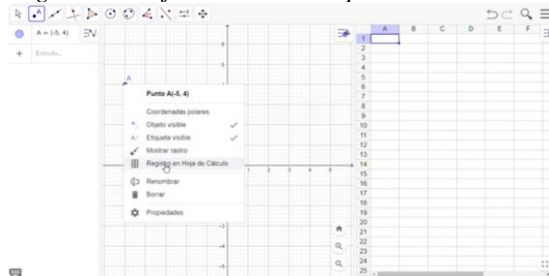 A = (-5, 4)
Entrada...
A
Punto A(-5, 4)
Coordenadas polares
Objeto visible
Etiqueta visible
Mostrar rastro
Registro en Hoja de Cálculo
Renombrar
Borrar
Propiedades
A B C D E F
1
2
3
4
5
6
7
8
9
10
11
12
13
14
15
16
17
18
19
20
21
22
23
24
25